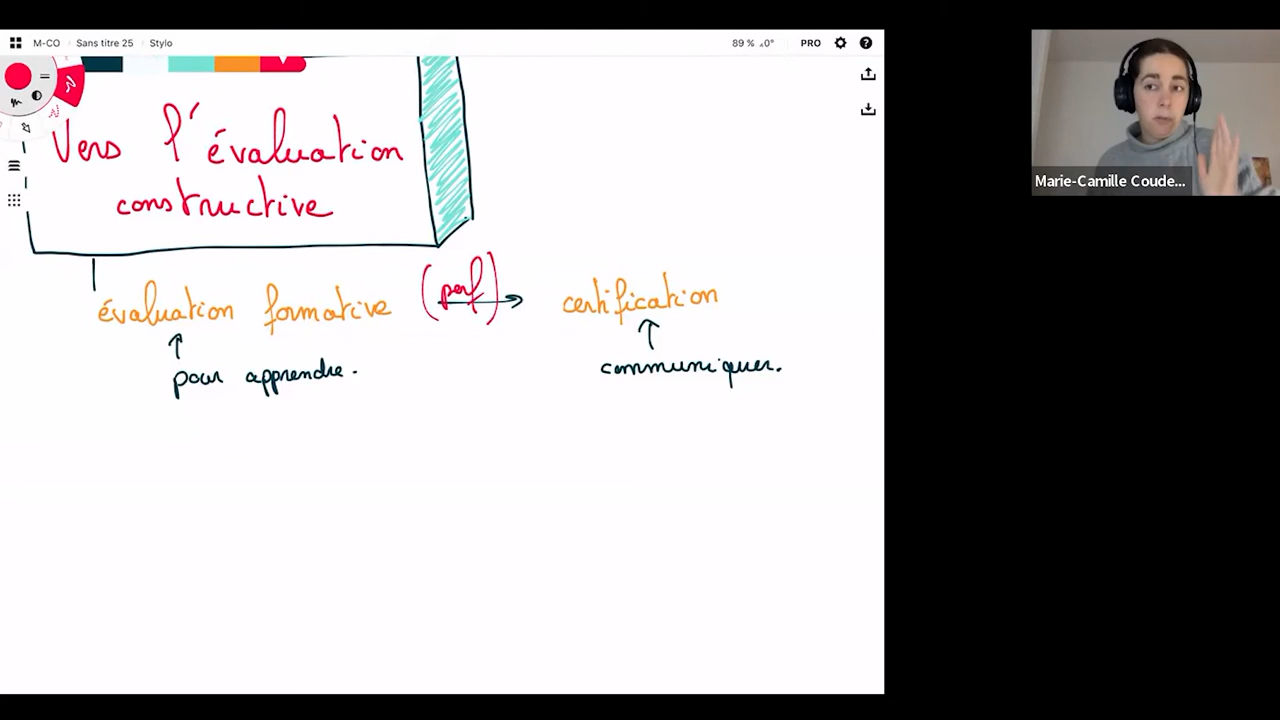 M-CO Sans titre 25 Stylo 89 % ⊿0° PRO
Vers l'évaluation
constructive
évaluation formative (perf) → certification
↑ ↑
pour apprendre. communiquer.
Marie-Camille Coude...